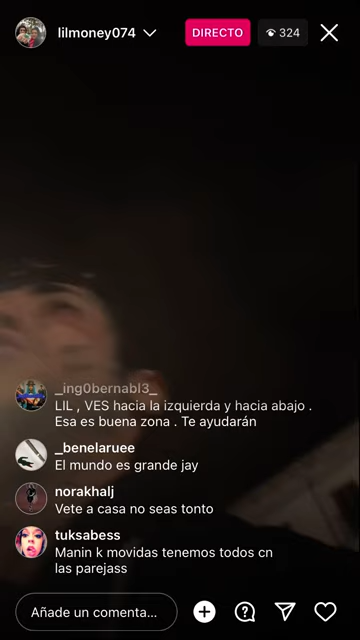 lilmoney074
DIRECTO
324
_ing0bernabl3_
LIL , VES hacia la izquierda y hacia abajo .
Esa es buena zona . Te ayudarán
_benelaruee
El mundo es grande jay
norakhalj
Vete a casa no seas tonto
tuksabess
Manin k movidas tenemos todos cn
las parejass
Añade un comenta...